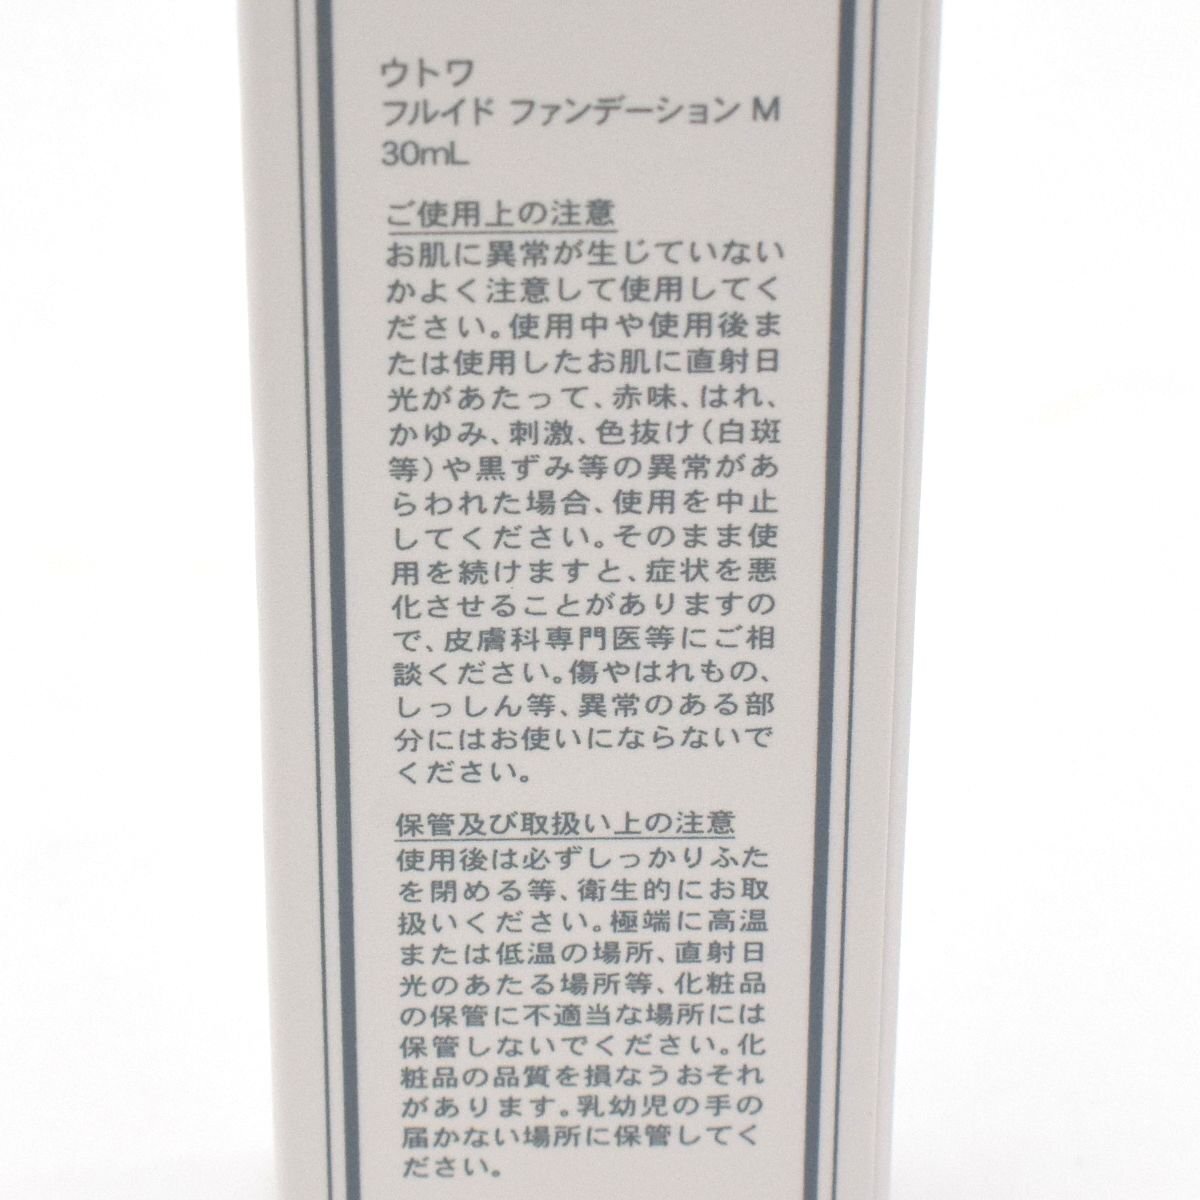 ウトワ
フルイド ファンデーション M
30mL
ご使用上の注意
お肌に異常が生じていない
かよく注意して使用してく
ださい。使用中や使用後ま
たは使用したお肌に直射日
光があたって、赤味、はれ、
かゆみ、刺激、色抜け(白斑
等)や黒ずみ等の異常があ
らわれた場合、使用を中止
してください。そのまま使
用を続けますと、症状を悪
化させることがありますの
で、皮膚科専門医等にご相
談ください。傷やはれもの、
しっしん等、異常のある部
分にはお使いにならないで
ください。
保管及び取扱い上の注意
使用後は必ずしっかりふた
を閉める等、衛生的にお取
扱いください。極端に高温
または低温の場所、直射日
光のあたる場所等、化粧品
の保管に不適当な場所には
保管しないでください。化
粧品の品質を損なうおそれ
があります。乳幼児の手の
届かない場所に保管してく
ださい。